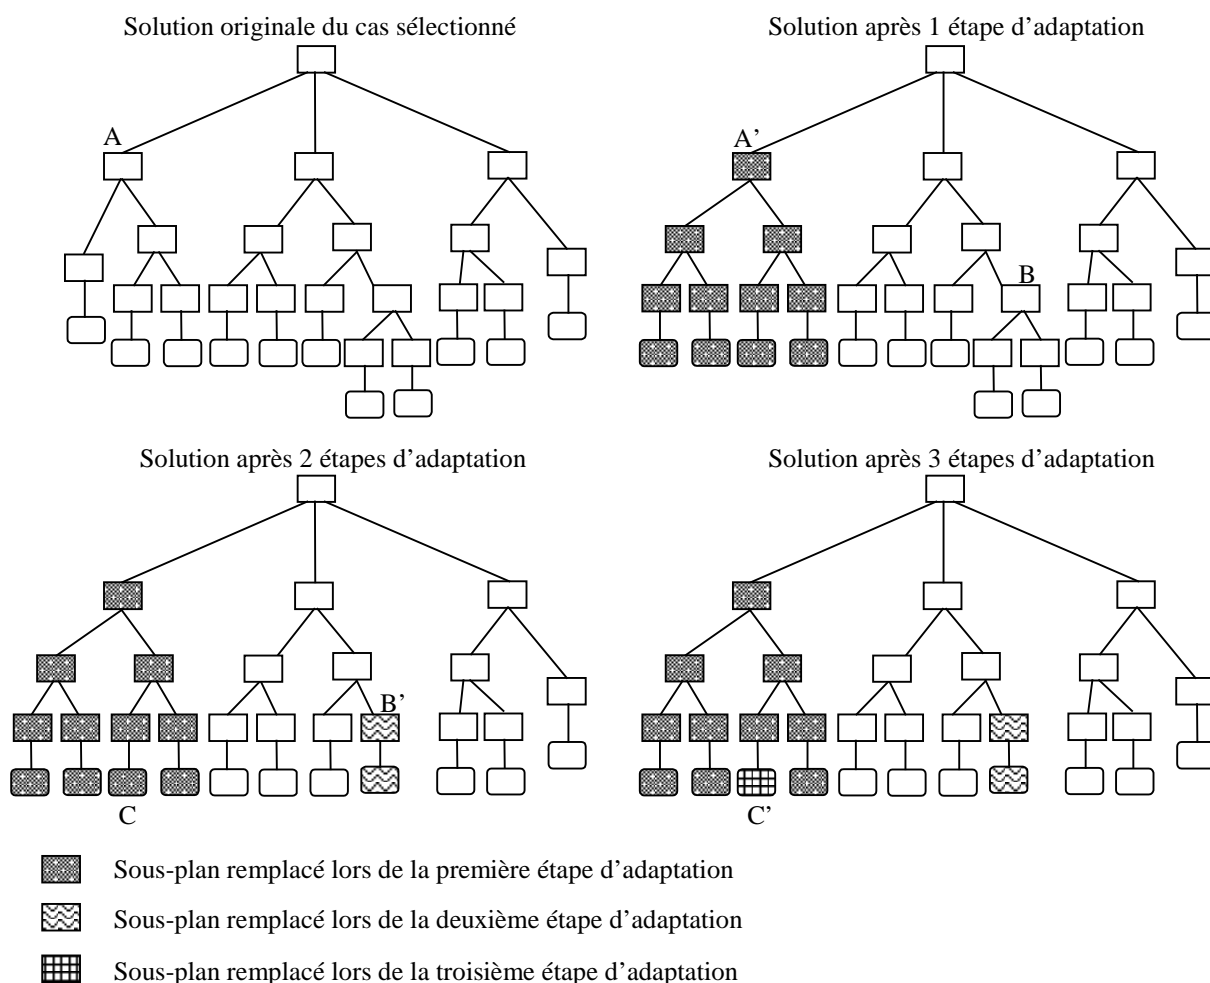 Solution originale du cas sélectionné
Solution après 1 étape d’adaptation
A
A’
B
Solution après 2 étapes d’adaptation
Solution après 3 étapes d’adaptation
B’
C
C’
Sous-plan remplacé lors de la première étape d’adaptation
Sous-plan remplacé lors de la deuxième étape d’adaptation
Sous-plan remplacé lors de la troisième étape d’adaptation